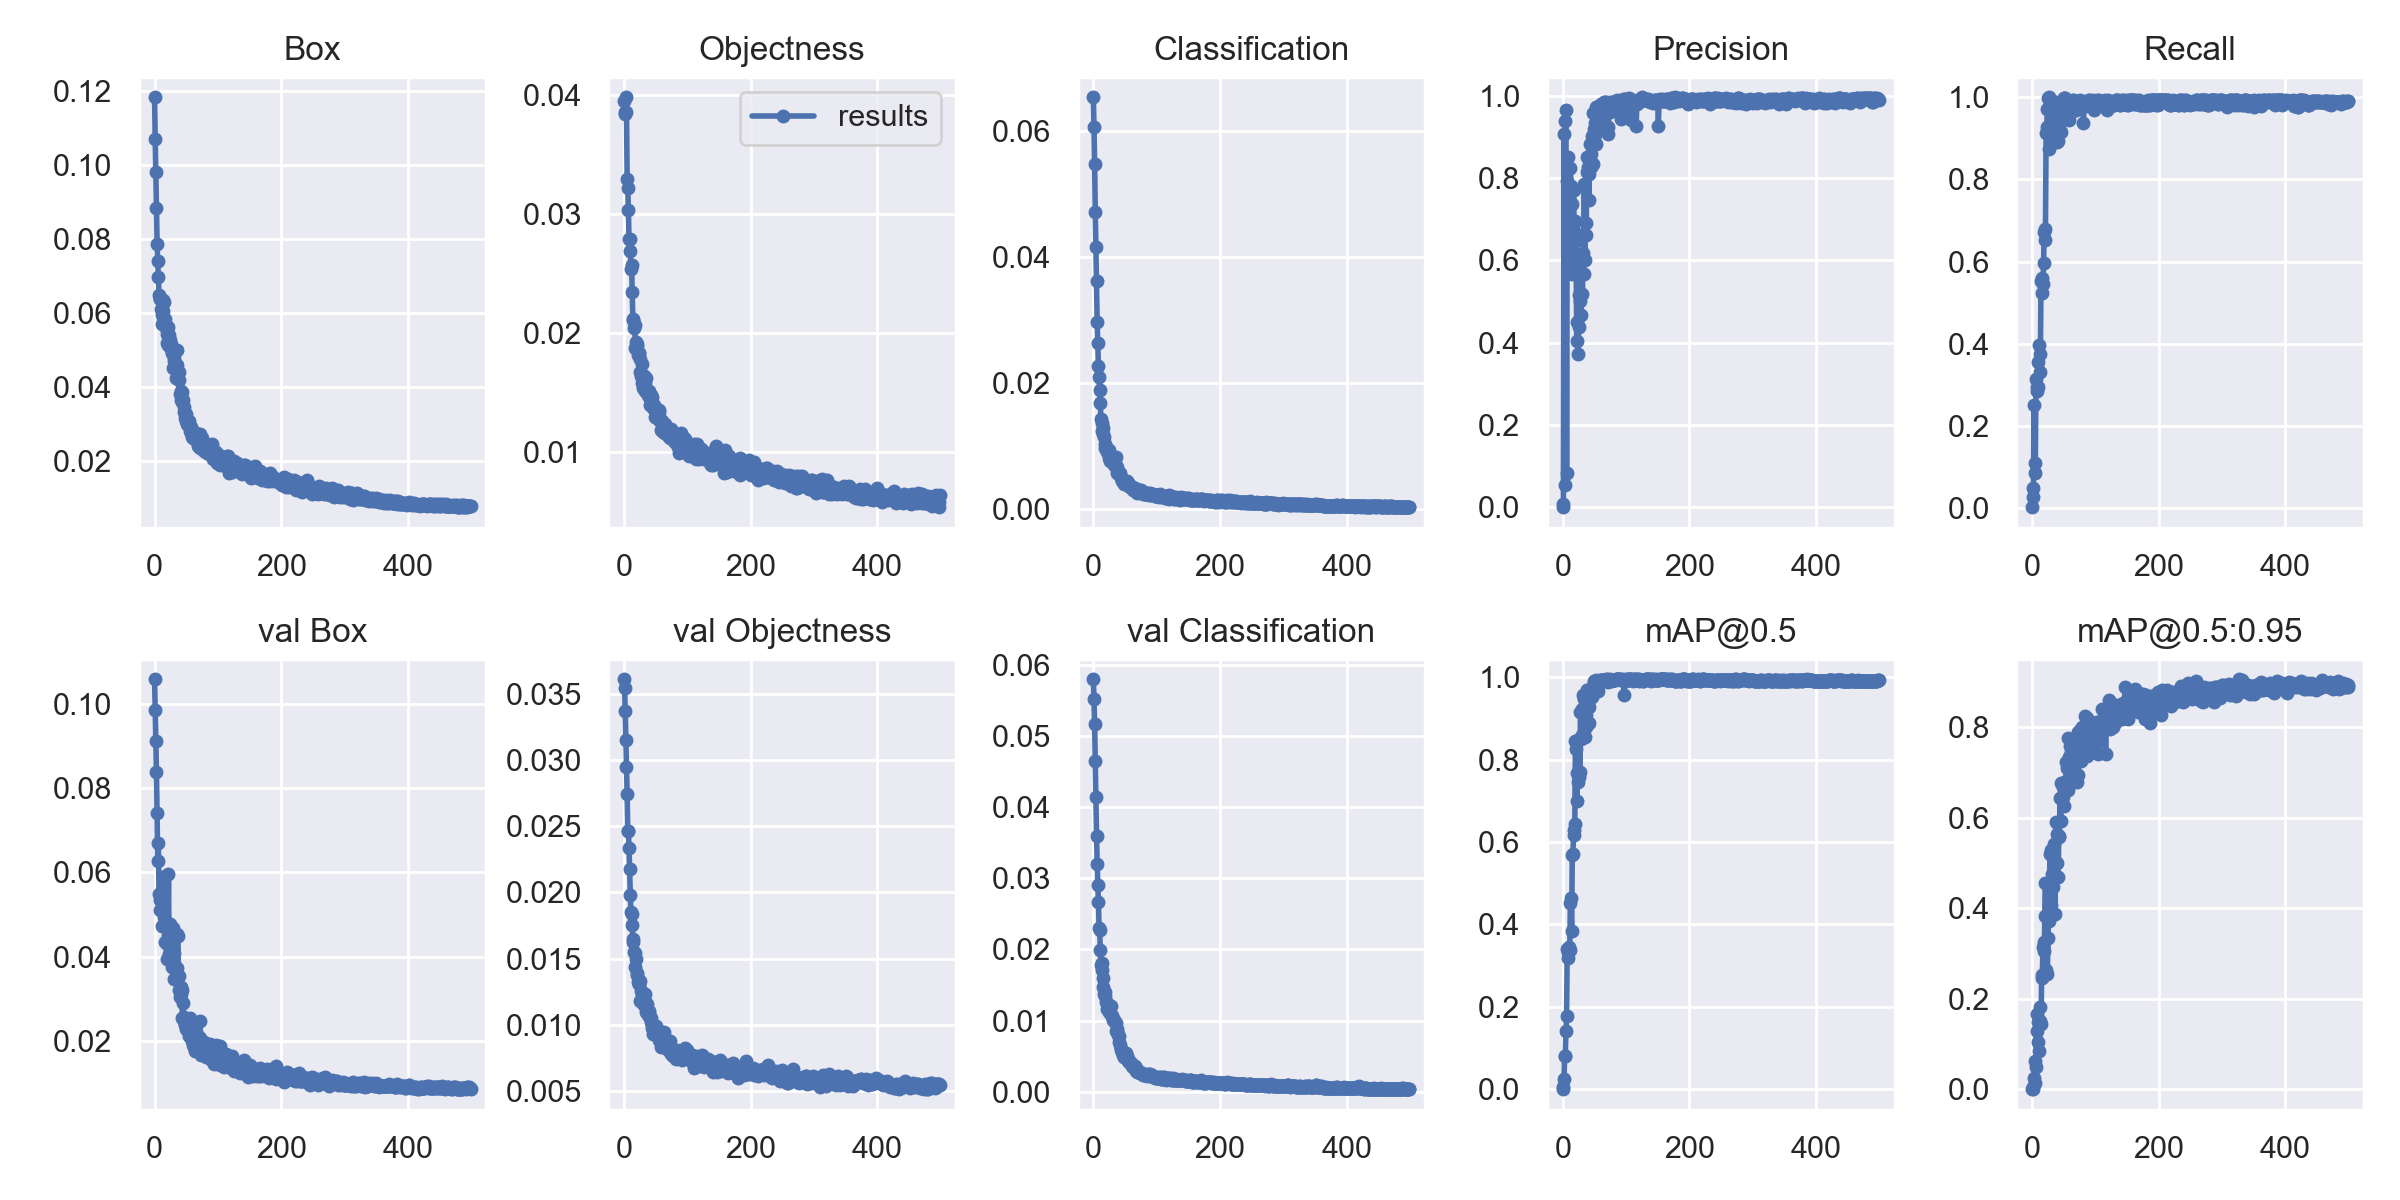 Box
0.12
0.10
0.08
0.06
0.04
0.02
0 200 400
Objectness
results
0.04
0.03
0.02
0.01
0 200 400
Classification
0.06
0.04
0.02
0.00
0 200 400
Precision
1.0
0.8
0.6
0.4
0.2
0.0
0 200 400
Recall
1.0
0.8
0.6
0.4
0.2
0.0
0 200 400
val Box
0.10
0.08
0.06
0.04
0.02
0 200 400
val Objectness
0.035
0.030
0.025
0.020
0.015
0.010
0.005
0 200 400
val Classification
0.06
0.05
0.04
0.03
0.02
0.01
0.00
0 200 400
mAP@0.5
1.0
0.8
0.6
0.4
0.2
0.0
0 200 400
mAP@0.5:0.95
0.8
0.6
0.4
0.2
0.0
0 200 400